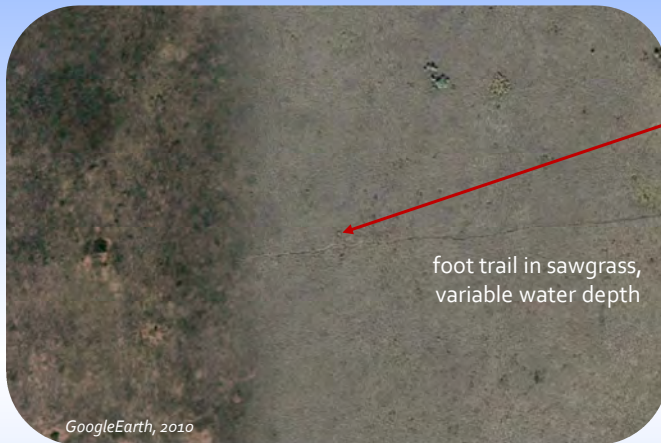 foot trail in sawgrass,
variable water depth
GoogleEarth, 2010